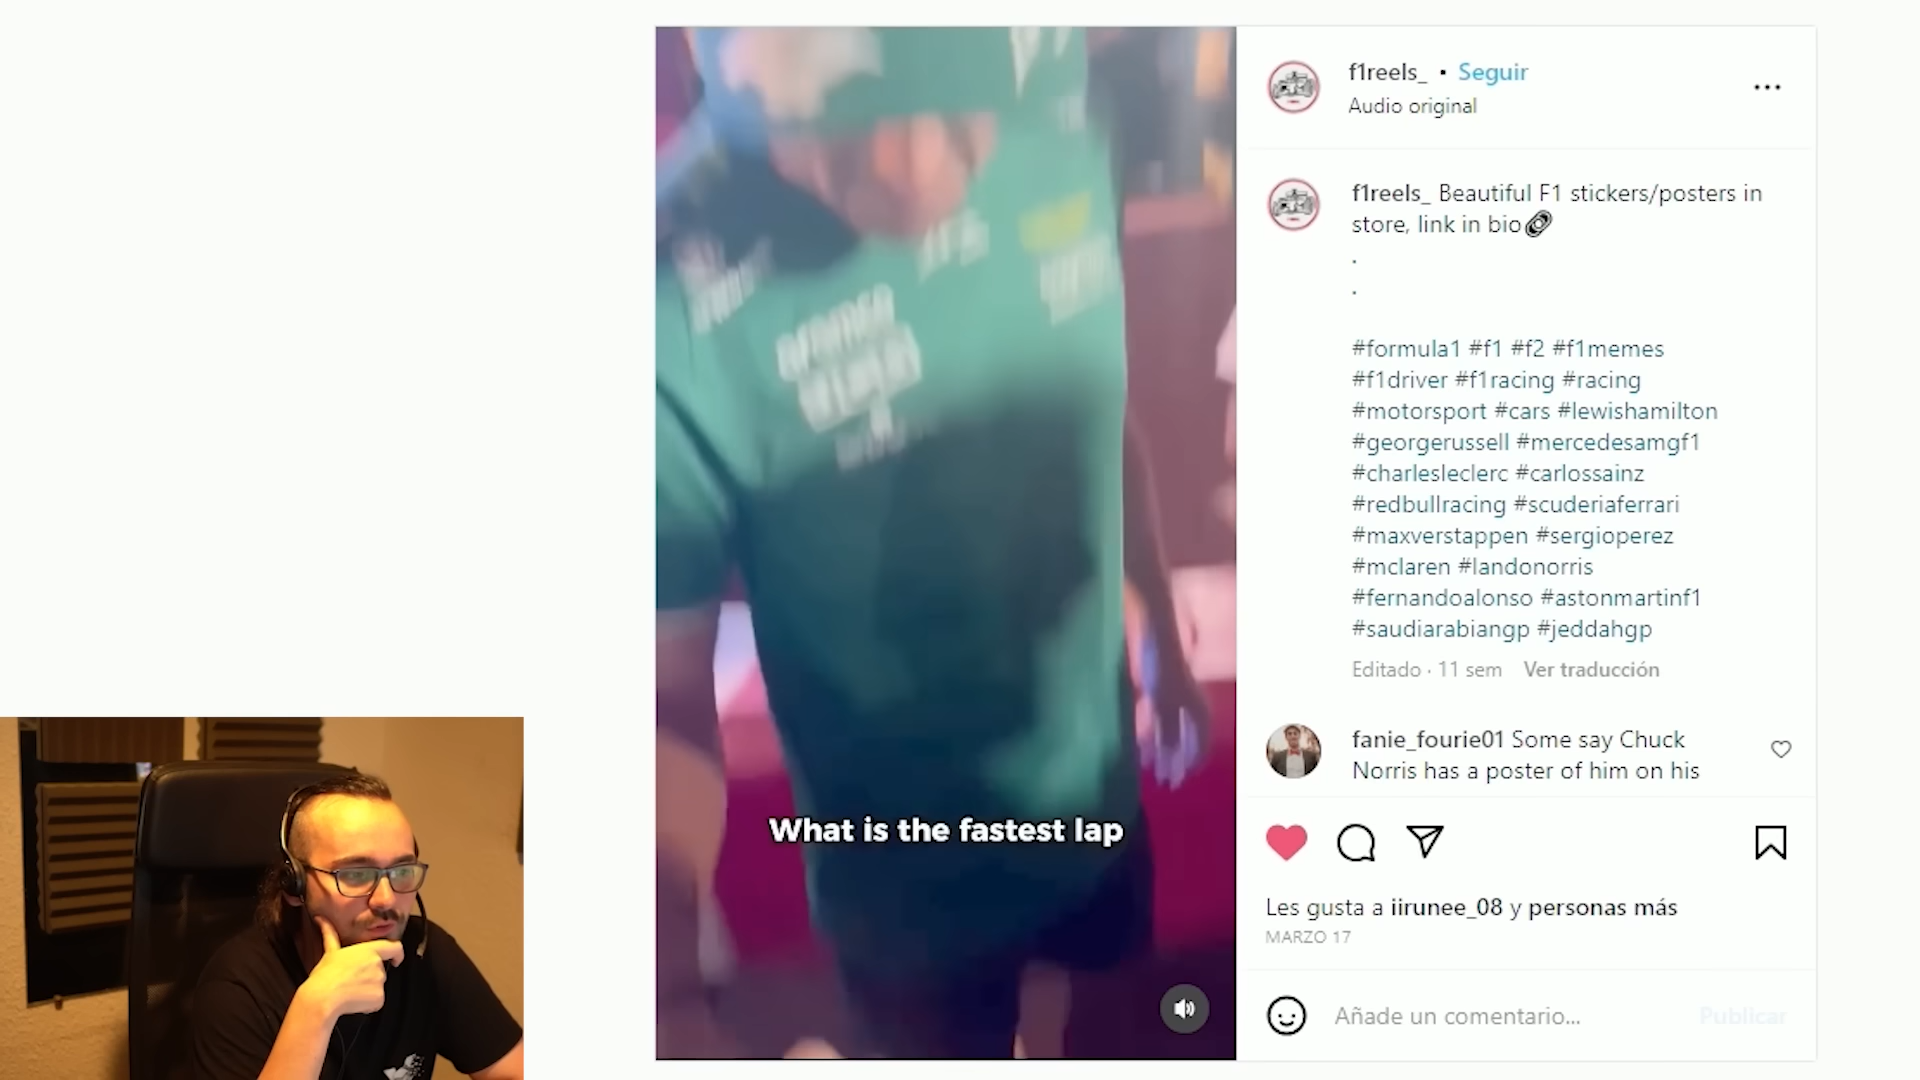 f1reels_ • Seguir
Audio original
f1reels_ Beautiful F1 stickers/posters in
store, link in bio
.
.
#formula1 #f1 #f2 #f1memes
#f1driver #f1racing #racing
#motorsport #cars #lewishamilton
#georgerussell #mercedesamgf1
#charlesleclerc #carlossainz
#redbullracing #scuderiaferrari
#maxverstappen #sergioperez
#mclaren #landonorris
#fernandoalonso #astonmartinf1
#saudiarabiangp #jeddahgp
Editado · 11 sem Ver traducción
fanie_fourie01 Some say Chuck
Norris has a poster of him on his
What is the fastest lap
Les gusta a iirunee_08 y personas más
MARZO 17
Añade un comentario...
Publicar